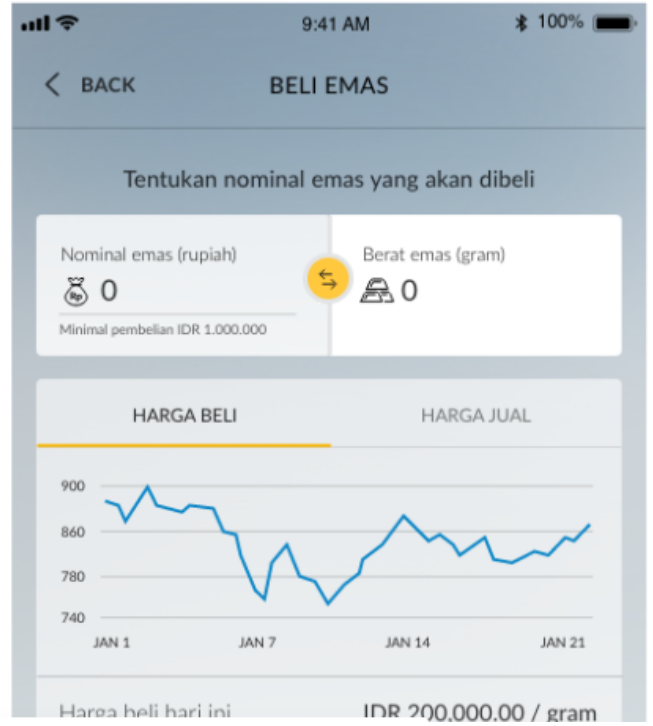 9:41 AM 100%
BACK BELI EMAS
Tentukan nominal emas yang akan dibeli
Nominal emas (rupiah) Berat emas (gram)
Rp 0 0
Minimal pembelian IDR 1.000.000
HARGA BELI HARGA JUAL
900
860
780
740
JAN 1 JAN 7 JAN 14 JAN 21
Harga beli hari ini IDR 200,000.00 / gram